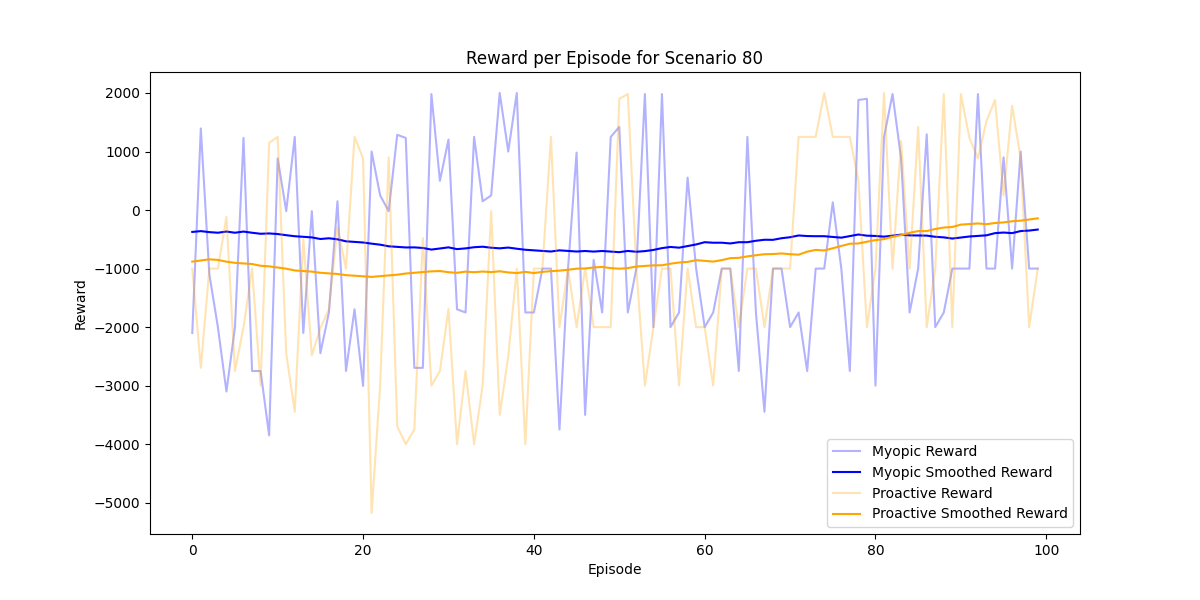 Reward per Episode for Scenario 80
Reward
2000
1000
0
−1000
−2000
−3000
−4000
−5000
0 20 40 60 80 100
Episode
Myopic Reward
Myopic Smoothed Reward
Proactive Reward
Proactive Smoothed Reward